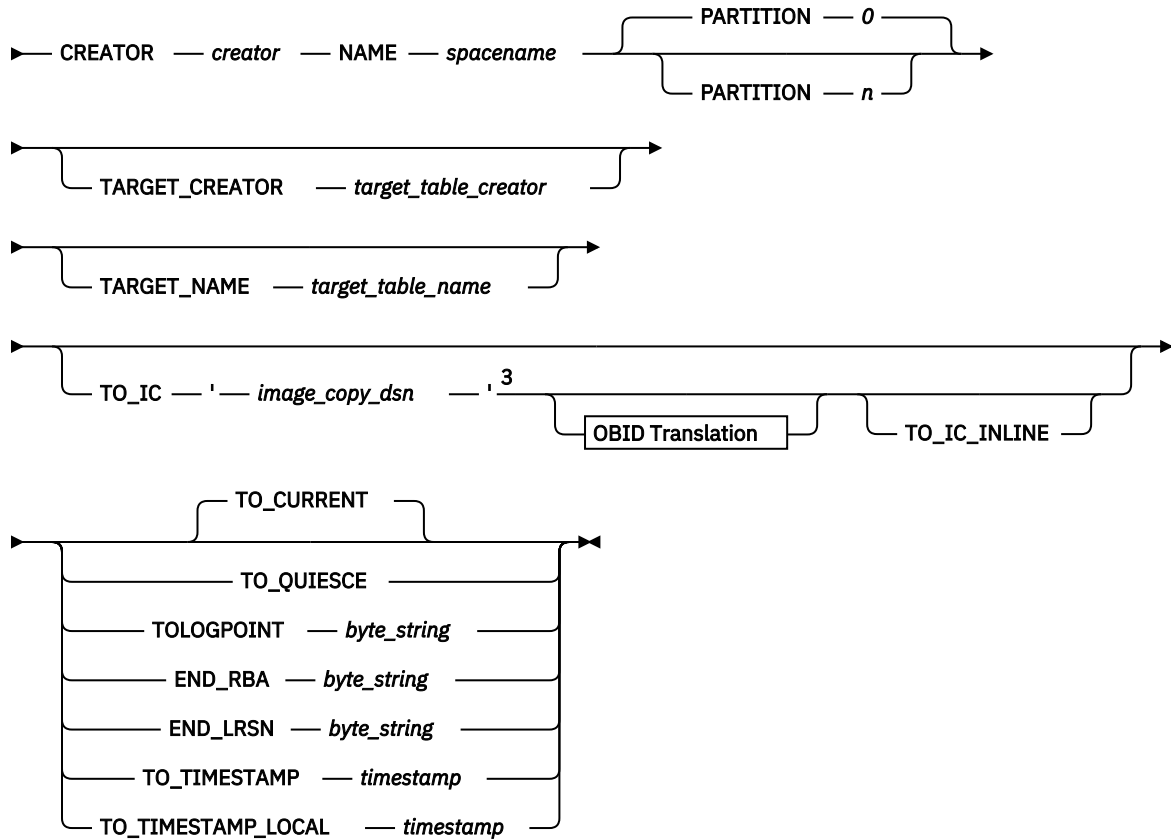 PARTITION 0
CREATOR creator NAME spacename
PARTITION n
TARGET_CREATOR target_table_creator
TARGET_NAME target_table_name
TO_IC ' image_copy_dsn ' 3
OBID Translation TO_IC_INLINE
TO_CURRENT
TO_QUIESCE
TOLOGPOINT byte_string
END_RBA byte_string
END_LRSN byte_string
TO_TIMESTAMP timestamp
TO_TIMESTAMP_LOCAL timestamp